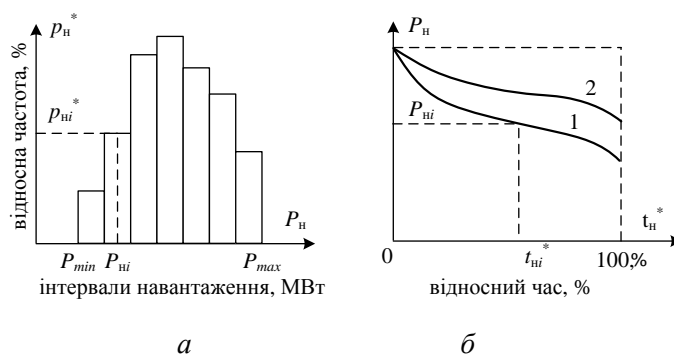 pн*
відносна частота, %
pнi*
Pн
Pmin Pнi Pmax
інтервали навантаження, МВт
а
Pн
2
Pнi
1
tн*
0 tнi* 100,%
відносний час, %
б